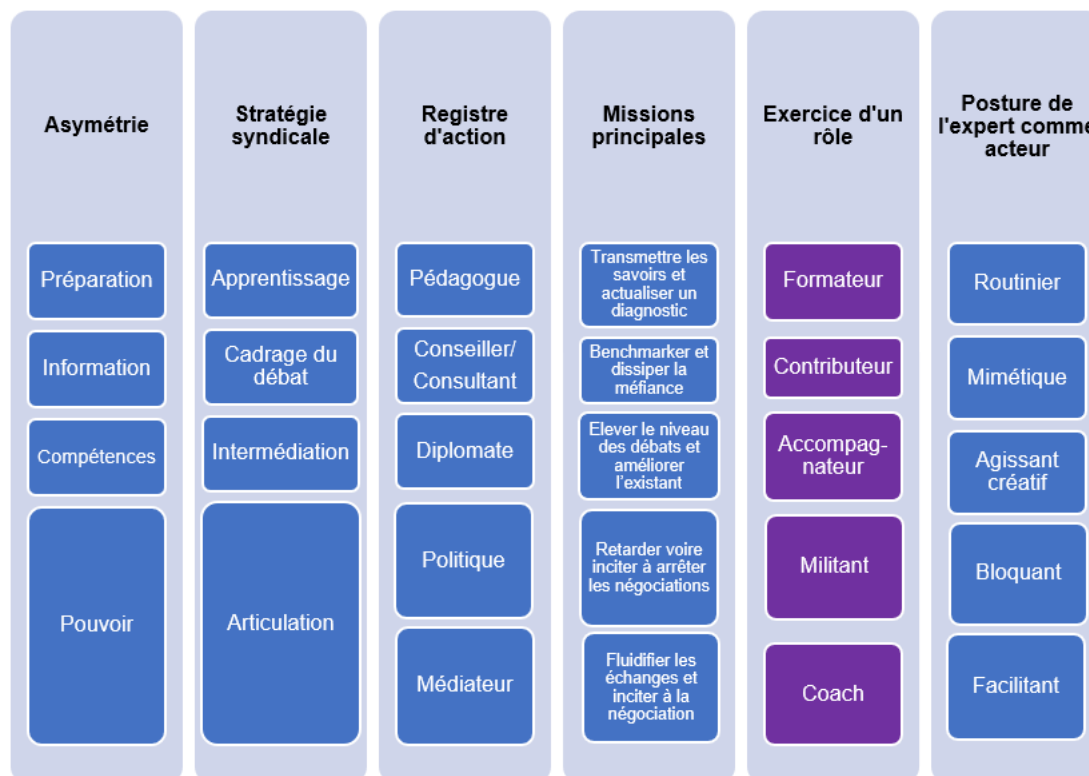 Asymétrie
Stratégie
syndicale
Registre
d'action
Missions
principales
Exercice d'un
rôle
Posture de
l'expert comme
acteur
Préparation
Apprentissage
Pédagogue
Transmettre les
savoirs et
actualiser un
diagnostic
Formateur
Routinier
Information
Cadrage du
débat
Conseiller/
Consultant
Benchmarker et
dissiper la
méfiance
Contributeur
Mimétique
Compétences
Intermédiation
Diplomate
Elever le niveau
des débats et
améliorer
l'existant
Accompag-
nateur
Agissant
créatif
Pouvoir
Articulation
Politique
Retarder voire
inciter à arrêter
les négociations
Militant
Bloquant
Médiateur
Fluidifier les
échanges et
inciter à la
négociation
Coach
Facilitant